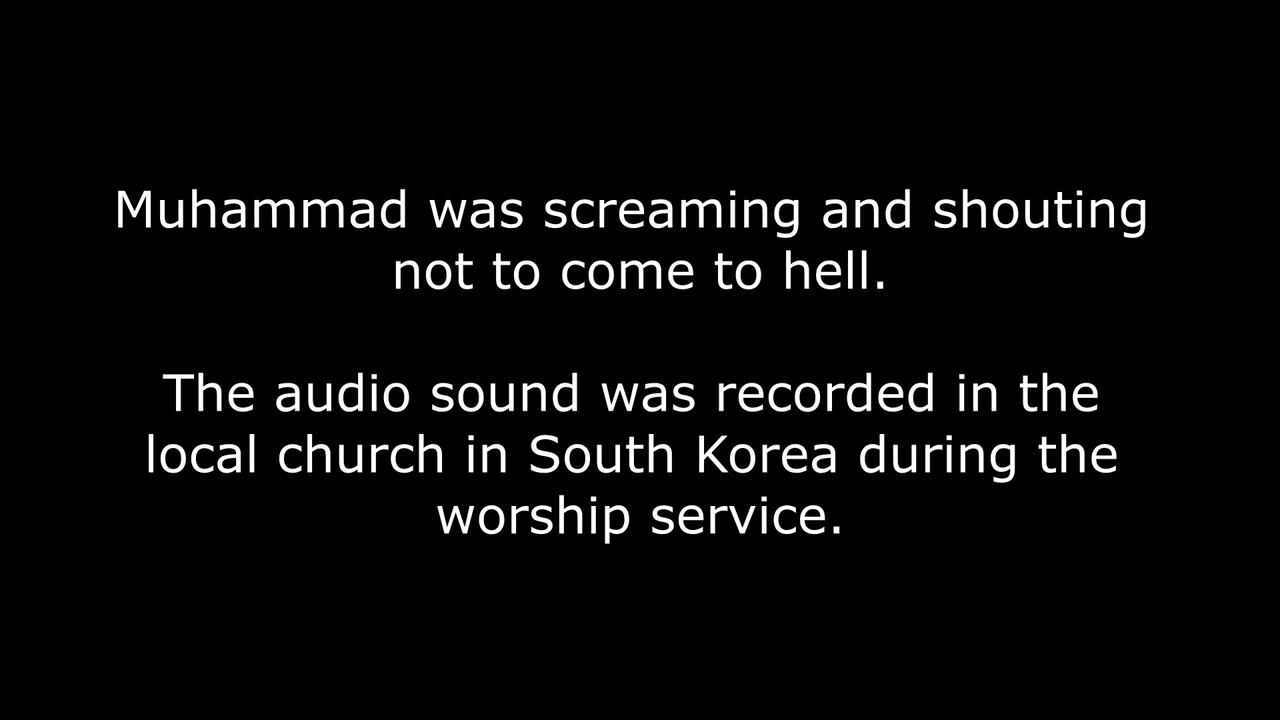 Muhammad was screaming and shouting
not to come to hell.
The audio sound was recorded in the
local church in South Korea during the
worship service.